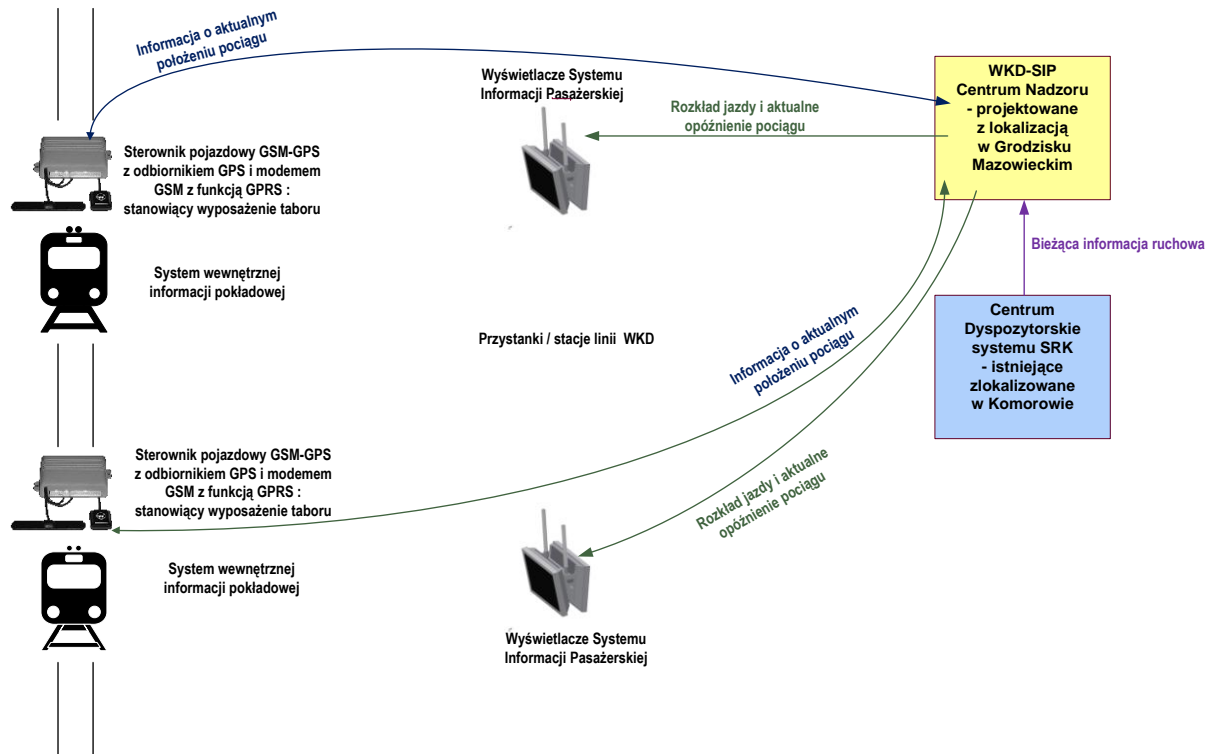 Informacja o aktualnym
położeniu pociągu
Wyświetlacze Systemu
Informacji Pasażerskiej
Rozkład jazdy i aktualne
opóźnienie pociągu
WKD-SIP
Centrum Nadzoru
- projektowane
z lokalizacją
w Grodzisku
Mazowieckim
Sterownik pojazdowy GSM-GPS
z odbiornikiem GPS i modemem
GSM z funkcją GPRS :
stanowiący wyposażenie taboru
Bieżąca informacja ruchowa
System wewnętrznej
informacji pokładowej
Centrum
Dyspozytorskie
systemu SRK
- istniejące
zlokalizowane
w Komorowie
Przystanki / stacje linii WKD
Informacja o aktualnym
położeniu pociągu
Sterownik pojazdowy GSM-GPS
z odbiornikiem GPS i modemem
GSM z funkcją GPRS :
stanowiący wyposażenie taboru
Rozkład jazdy i aktualne
opóźnienie pociągu
System wewnętrznej
informacji pokładowej
Wyświetlacze Systemu
Informacji Pasażerskiej